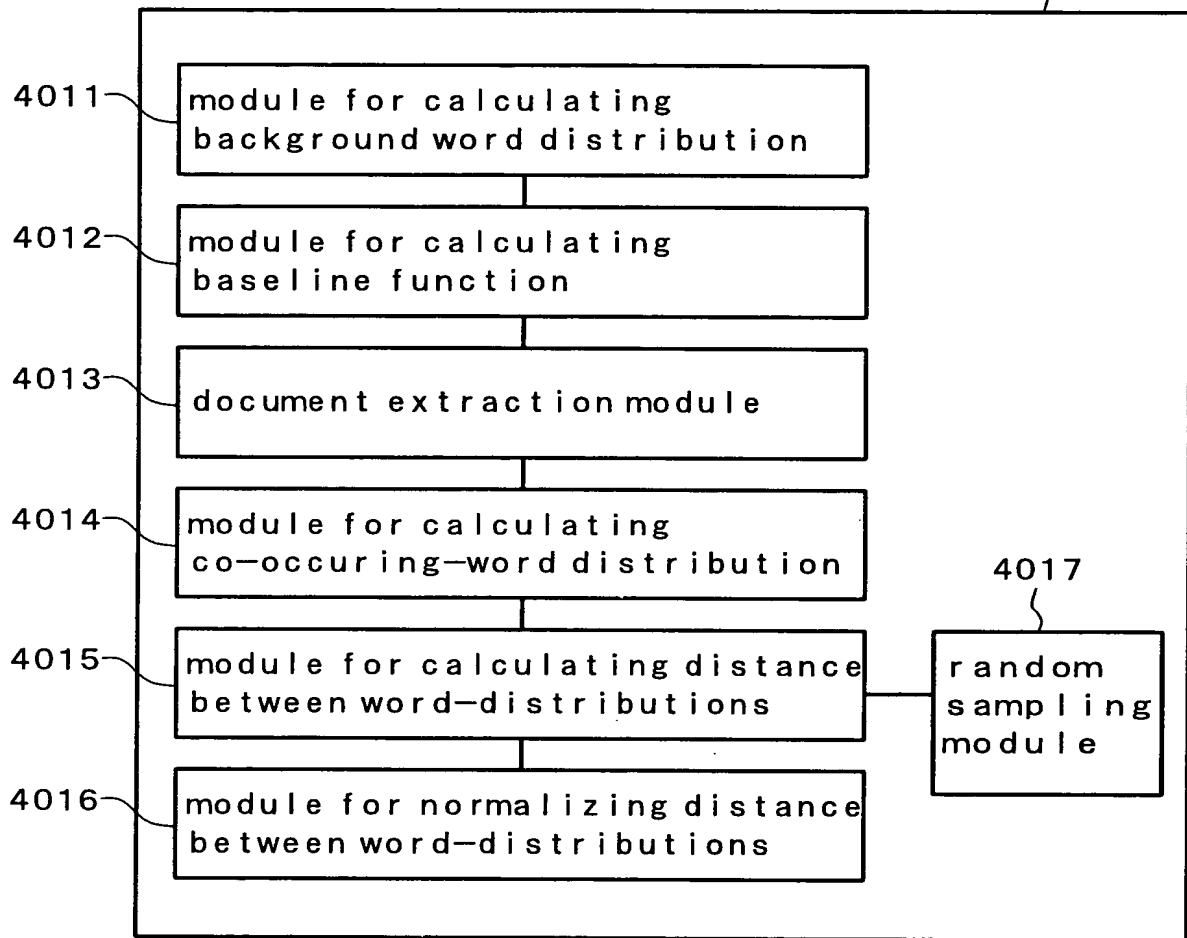 4011
module for calculating
background word distribution
4012
module for calculating
baseline function
4013
document extraction module
4014
module for calculating
co-occuring-word distribution
4017
4015
module for calculating distance
between word-distributions
random
sampling
module
4016
module for normalizing distance
between word-distributions